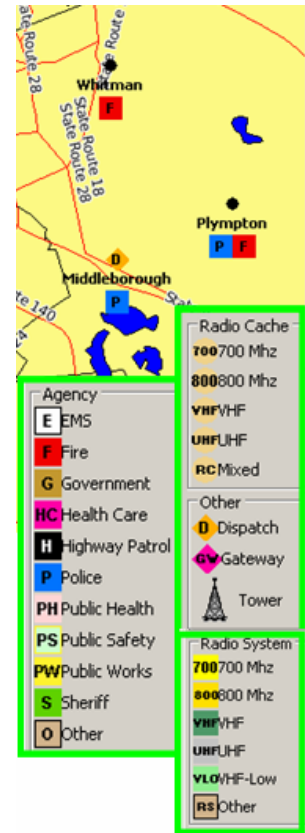 State Route
State Route 28
Whitman
F
State Route 18
State Route 28
Plympton
P F
D
Middleborough
P
State
te 140
24
Radio Cache
700 700 Mhz
800 800 Mhz
VHF VHF
UHF UHF
RC Mixed
Agency
E EMS
F Fire
G Government
HC Health Care
H Highway Patrol
P Police
PH Public Health
PS Public Safety
PW Public Works
S Sheriff
O Other
Other
D Dispatch
GW Gateway
Tower
Radio System
700 700 Mhz
800 800 Mhz
VHF VHF
UHF UHF
VLO VHF-Low
RS Other